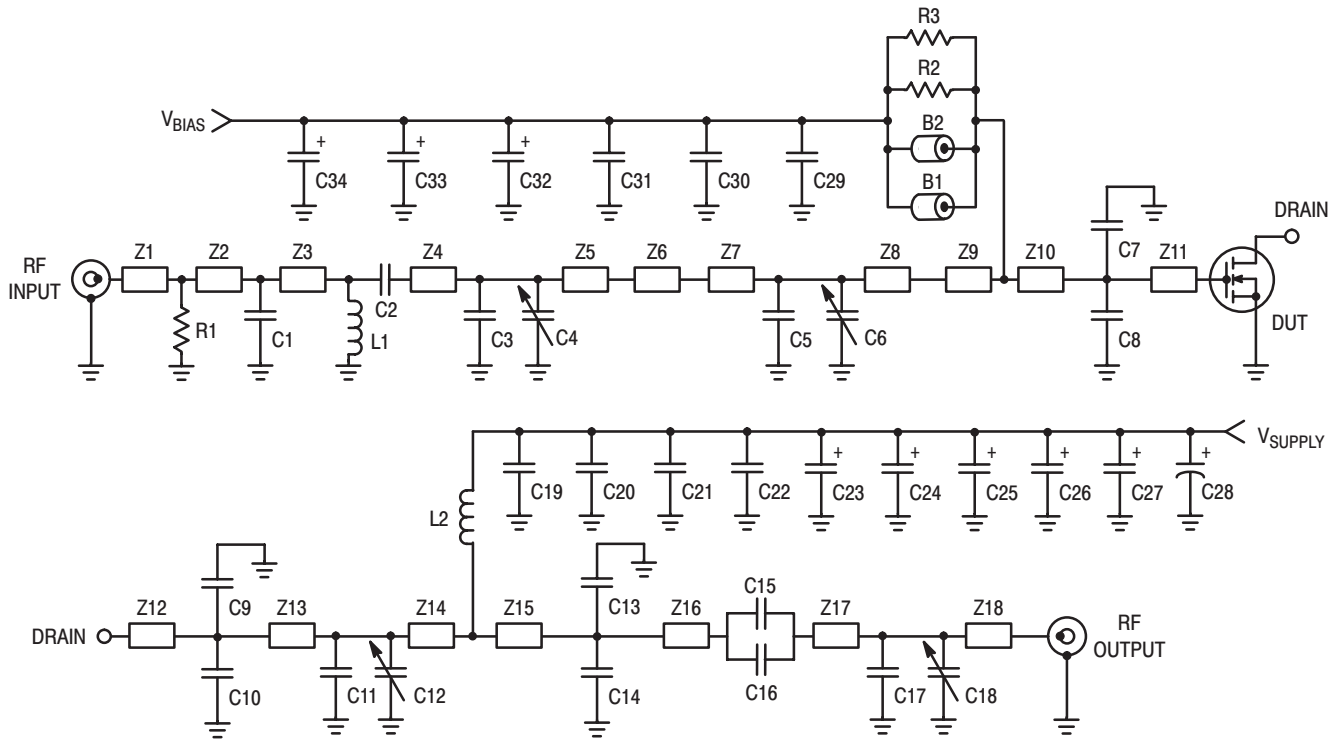 R3
R2
V_BIAS
B2
B1
+
C34
+
C33
+
C32
C31
C30
C29
RF
INPUT
Z1
Z2
Z3
Z4
Z5
Z6
Z7
Z8
Z9
Z10
Z11
C7
DRAIN
R1
C1
L1
C2
C3
C4
C5
C6
C8
DUT
V_SUPPLY
L2
C19
C20
C21
C22
+
C23
+
C24
+
C25
+
C26
+
C27
+
C28
DRAIN
Z12
C9
Z13
Z14
Z15
C13
Z16
C15
C16
Z17
Z18
RF
OUTPUT
C10
C11
C12
C14
C17
C18